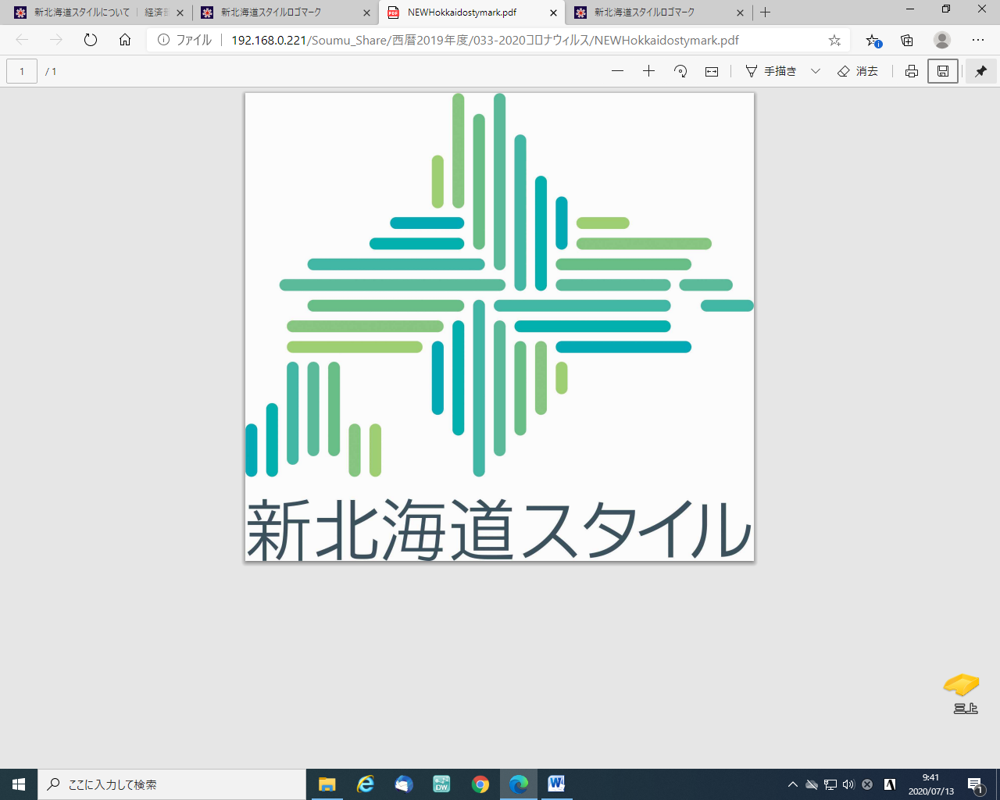 新北海道スタイルについて | 経済部
新北海道スタイルロゴマーク
NEWHokkaidostymark.pdf
新北海道スタイルロゴマーク
ファイル
192.168.0.221/Soumu_Share/西暦2019年度/033-2020コロナウィルス/NEWHokkaidostymark.pdf
1
/ 1
手描き
消去
新北海道スタイル
三上
ここに入力して検索
DW
A
9:41
2020/07/13
1